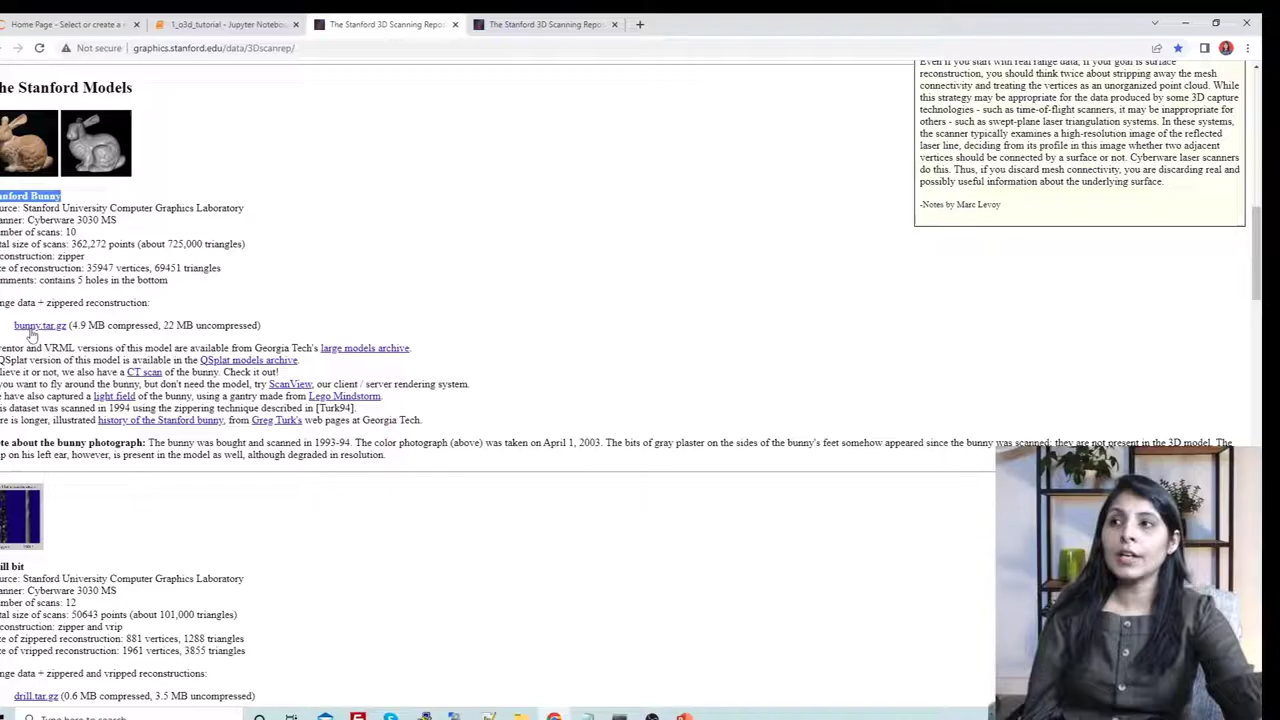 Home Page - Select or create a
1_o3d_tutorial - Jupyter Notebo
The Stanford 3D Scanning Repos
The Stanford 3D Scanning Repos
Not secure
graphics.stanford.edu/data/3Dscanrep/
he Stanford Models
anford Bunny
urce: Stanford University Computer Graphics Laboratory
anner: Cyberware 3030 MS
mber of scans: 10
tal size of scans: 362,272 points (about 725,000 triangles)
construction: zipper
ze of reconstruction: 35947 vertices, 69451 triangles
mments: contains 5 holes in the bottom
nge data + zippered reconstruction:
bunny.tar.gz (4.9 MB compressed, 22 MB uncompressed)
ventor and VRML versions of this model are available from Georgia Tech's large models archive.
QSplat version of this model is available in the QSplat models archive.
lieve it or not, we also have a CT scan of the bunny. Check it out!
you want to fly around the bunny, but don't need the model, try ScanView, our client / server rendering system.
e have also captured a light field of the bunny, using a gantry made from Lego Mindstorm.
is dataset was scanned in 1994 using the zippering technique described in [Turk94].
ere is longer, illustrated history of the Stanford bunny, from Greg Turk's web pages at Georgia Tech.
te about the bunny photograph: The bunny was bought and scanned in 1993-94. The color photograph (above) was taken on April 1, 2003. The bits of gray plaster on the sides of the bunny's feet somehow appeared since the bunny was scanned; they are not present in the 3D model. The
p on his left ear, however, is present in the model as well, although degraded in resolution.
ill bit
urce: Stanford University Computer Graphics Laboratory
anner: Cyberware 3030 MS
mber of scans: 12
tal size of scans: 50643 points (about 101,000 triangles)
construction: zipper and vrip
ze of zippered reconstruction: 881 vertices, 1288 triangles
ze of vripped reconstruction: 1961 vertices, 3855 triangles
nge data + zippered and vripped reconstructions:
drill.tar.gz (0.6 MB compressed, 3.5 MB uncompressed)
Even if you start with real range data, if your goal is surface
reconstruction, you should think twice about stripping away the mesh
connectivity and treating the vertices as an unorganized point cloud. While
this strategy may be appropriate for the data produced by some 3D capture
technologies - such as time-of-flight scanners, it may be inappropriate for
others - such as swept-plane laser triangulation systems. In these systems,
the scanner typically examines a high-resolution image of the reflected
laser line, deciding from its profile in this image whether two adjacent
vertices should be connected by a surface or not. Cyberware laser scanners
do this. Thus, if you discard mesh connectivity, you are discarding real and
possibly useful information about the underlying surface.
-Notes by Marc Levoy
Type here to search